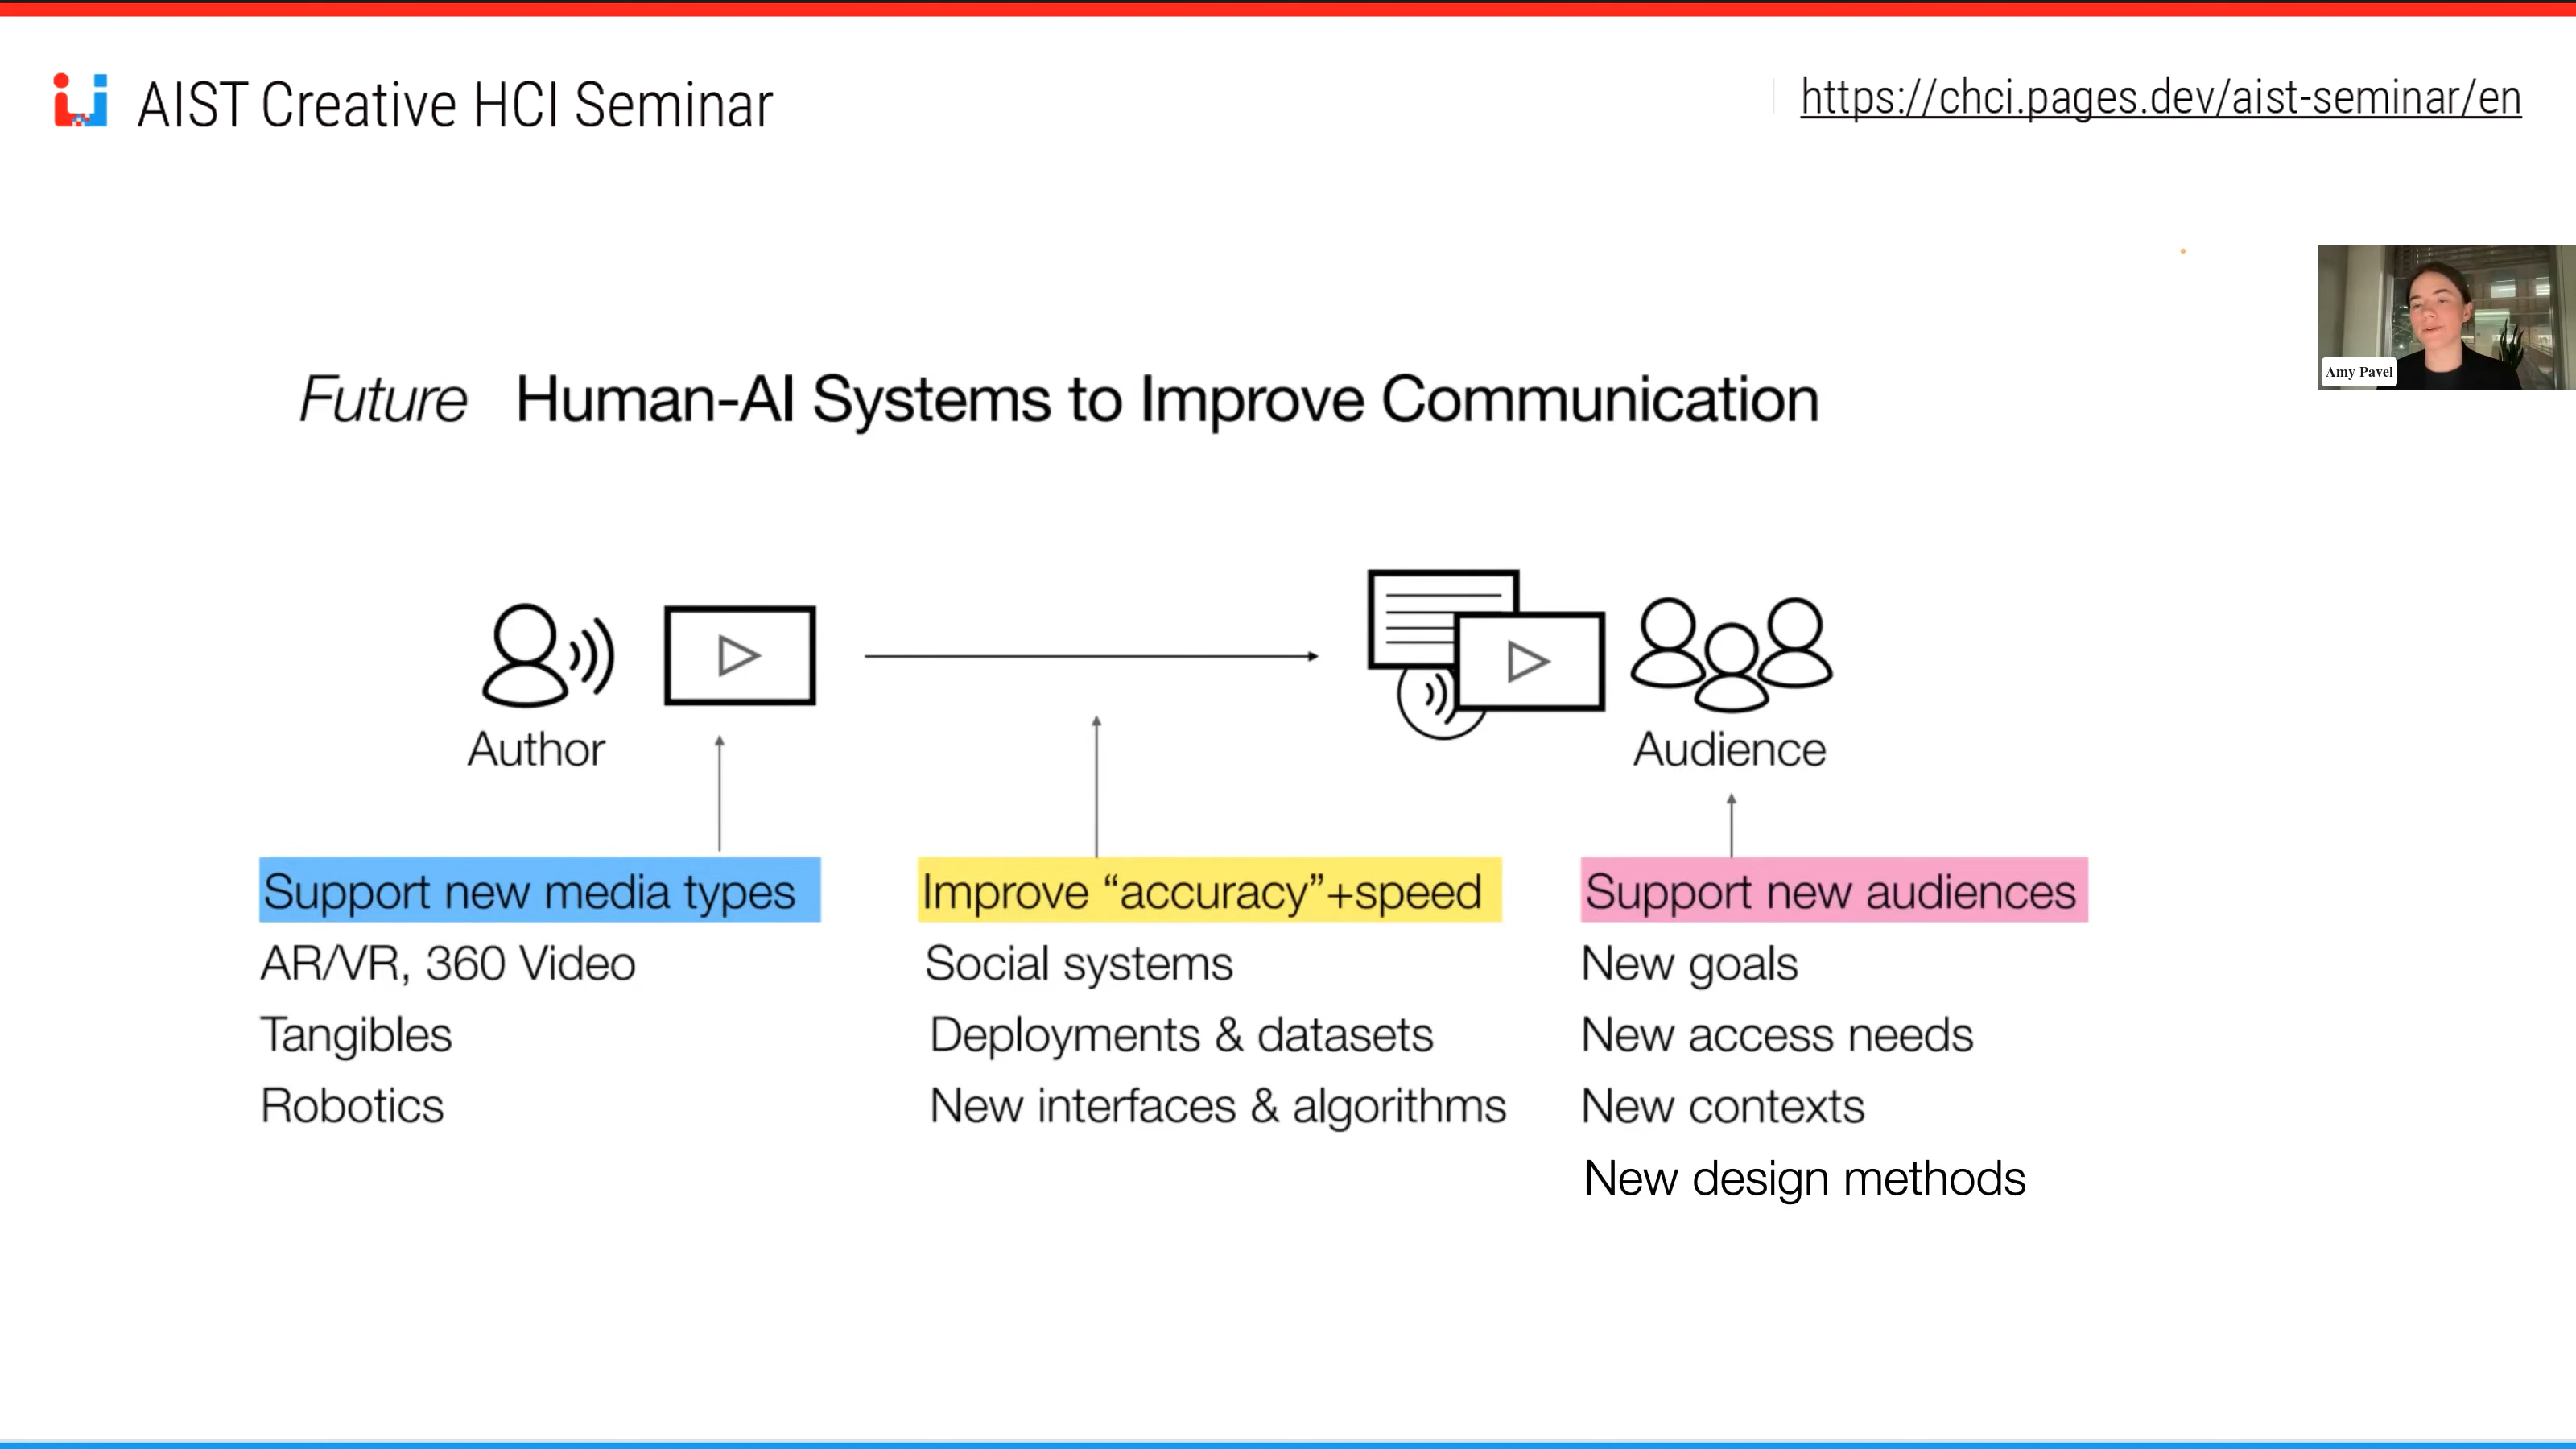 AIST Creative HCI Seminar
https://chci.pages.dev/aist-seminar/en
Amy Pavel
Future Human-AI Systems to Improve Communication
Author
Audience
Support new media types
AR/VR, 360 Video
Tangibles
Robotics
Improve “accuracy”+speed
Social systems
Deployments & datasets
New interfaces & algorithms
Support new audiences
New goals
New access needs
New contexts
New design methods